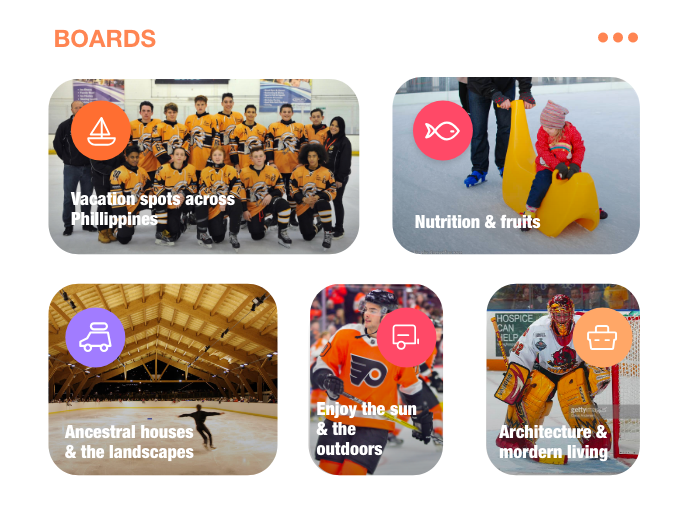 BOARDS
Vacation spots across
Phillippines
Nutrition & fruits
HOSPICE
CAN
HELP
Ancestral houses
& the landscapes
Enjoy the sun
& the
outdoors
gettyimages
Architecture &
mordern living